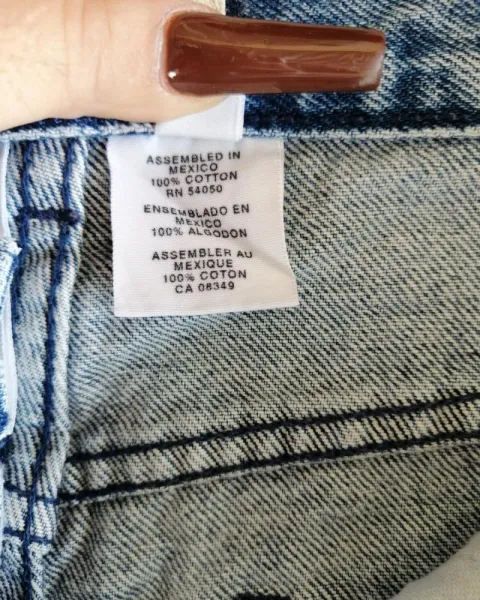 ASSEMBLED IN
MEXICO
100% COTTON
RN 54050
ENSEMBLADO EN
MEXICO
100% ALGODON
ASSEMBLER AU
MEXIQUE
100% COTON
CA 08349